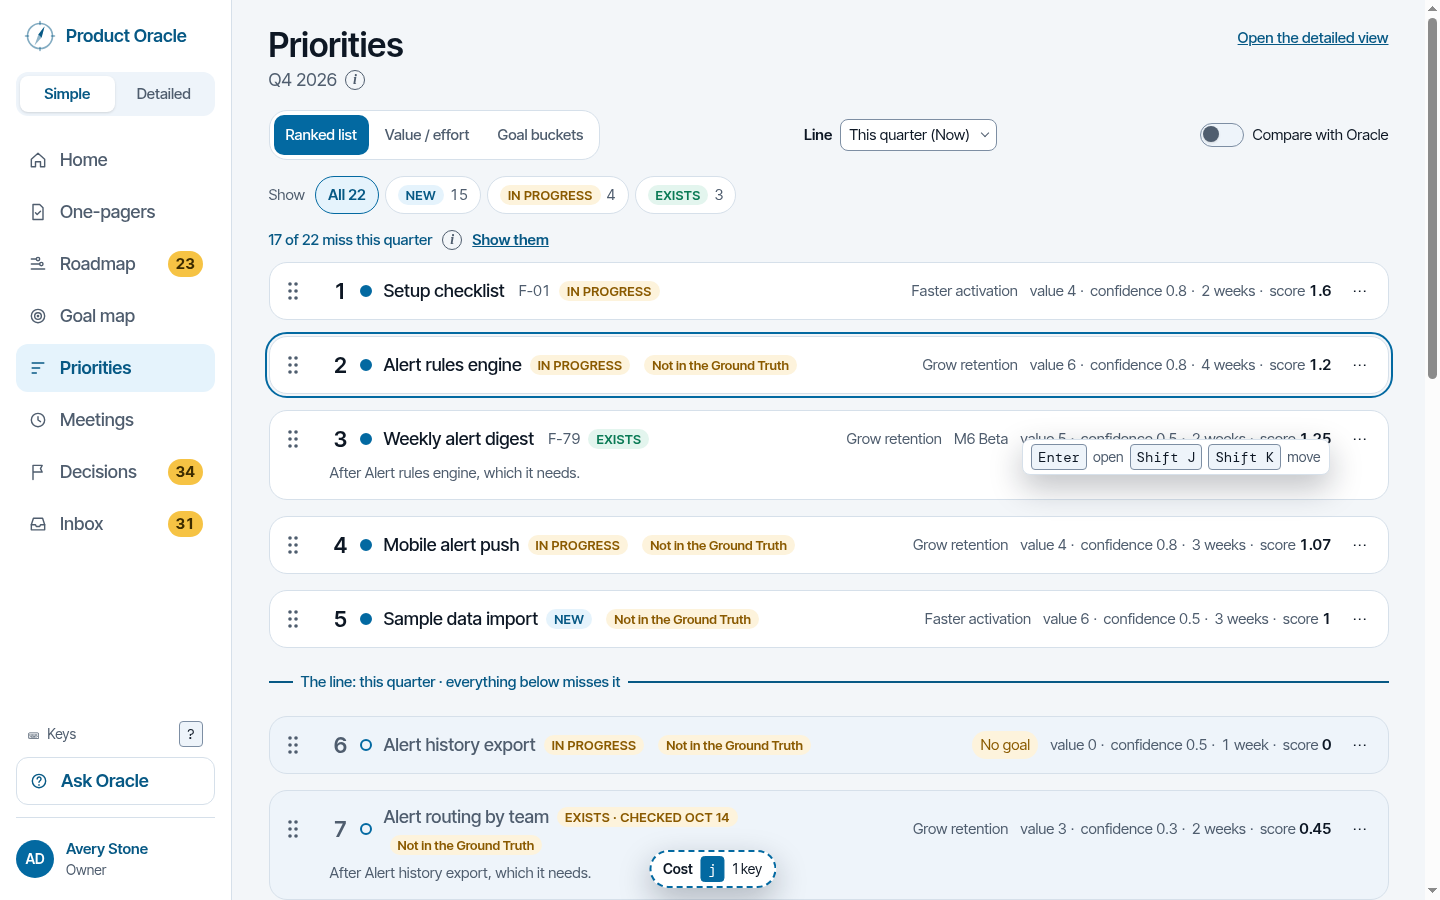 Product Oracle
Simple
Detailed
Home
One-pagers
Roadmap 23
Goal map
Priorities
Meetings
Decisions 34
Inbox 31
Keys ?
Ask Oracle
AD
Avery Stone
Owner
Priorities
Open the detailed view
Q4 2026 i
Ranked list Value / effort Goal buckets
Line This quarter (Now)
Compare with Oracle
Show All 22 NEW 15 IN PROGRESS 4 EXISTS 3
17 of 22 miss this quarter i Show them
1 Setup checklist F-01 IN PROGRESS Faster activation value 4 · confidence 0.8 · 2 weeks · score 1.6 ...
2 Alert rules engine IN PROGRESS Not in the Ground Truth Grow retention value 6 · confidence 0.8 · 4 weeks · score 1.2 ...
3 Weekly alert digest F-79 EXISTS Grow retention M6 Beta value 5 · confidence 0.5 · 2 weeks · score 1.25 ...
Enter open Shift J Shift K move
After Alert rules engine, which it needs.
4 Mobile alert push IN PROGRESS Not in the Ground Truth Grow retention value 4 · confidence 0.8 · 3 weeks · score 1.07 ...
5 Sample data import NEW Not in the Ground Truth Faster activation value 6 · confidence 0.5 · 3 weeks · score 1 ...
The line: this quarter · everything below misses it
6 Alert history export IN PROGRESS Not in the Ground Truth No goal value 0 · confidence 0.5 · 1 week · score 0 ...
7 Alert routing by team EXISTS · CHECKED OCT 14 Grow retention value 3 · confidence 0.3 · 2 weeks · score 0.45 ...
Not in the Ground Truth
After Alert history export, which it needs.
Cost j 1 key